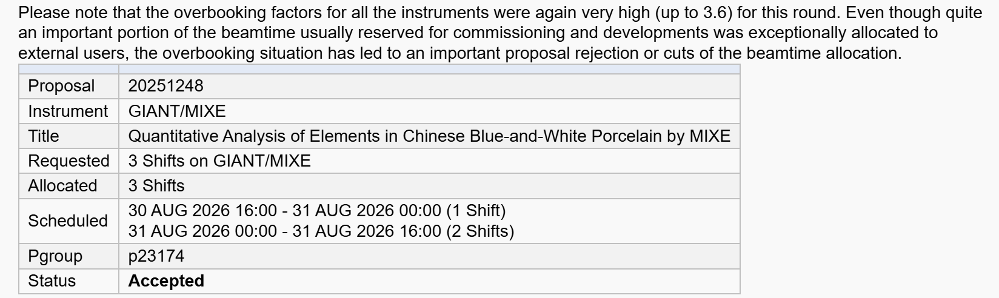 Please note that the overbooking factors for all the instruments were again very high (up to 3.6) for this round. Even though quite
an important portion of the beamtime usually reserved for commissioning and developments was exceptionally allocated to
external users, the overbooking situation has led to an important proposal rejection or cuts of the beamtime allocation.
Proposal 20251248
Instrument GIANT/MIXE
Title Quantitative Analysis of Elements in Chinese Blue-and-White Porcelain by MIXE
Requested 3 Shifts on GIANT/MIXE
Allocated 3 Shifts
Scheduled 30 AUG 2026 16:00 - 31 AUG 2026 00:00 (1 Shift)
31 AUG 2026 00:00 - 31 AUG 2026 16:00 (2 Shifts)
Pgroup p23174
Status Accepted